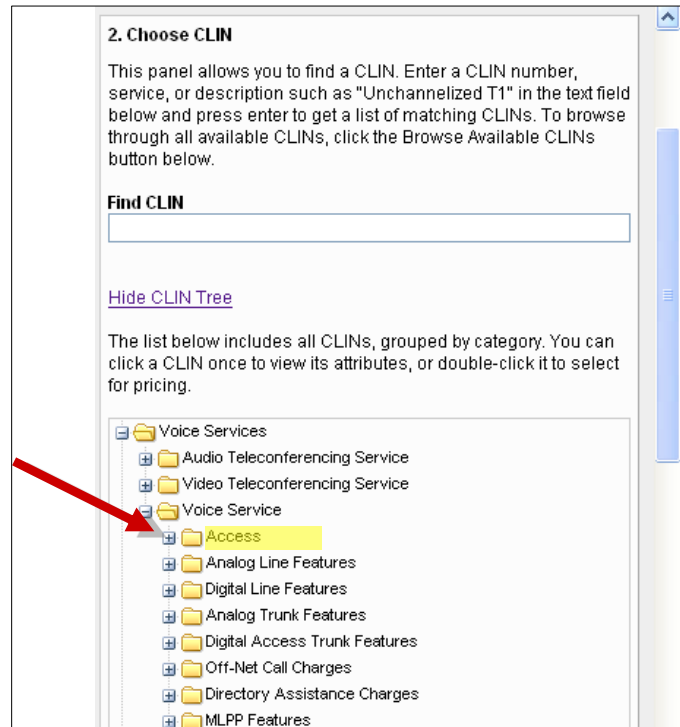 2. Choose CLIN
This panel allows you to find a CLIN. Enter a CLIN number,
service, or description such as "Unchannelized T1" in the text field
below and press enter to get a list of matching CLINs. To browse
through all available CLINs, click the Browse Available CLINs
button below.
Find CLIN
Hide CLIN Tree
The list below includes all CLINs, grouped by category. You can
click a CLIN once to view its attributes, or double-click it to select
for pricing.
Voice Services
Audio Teleconferencing Service
Video Teleconferencing Service
Voice Service
Access
Analog Line Features
Digital Line Features
Analog Trunk Features
Digital Access Trunk Features
Off-Net Call Charges
Directory Assistance Charges
MLPP Features